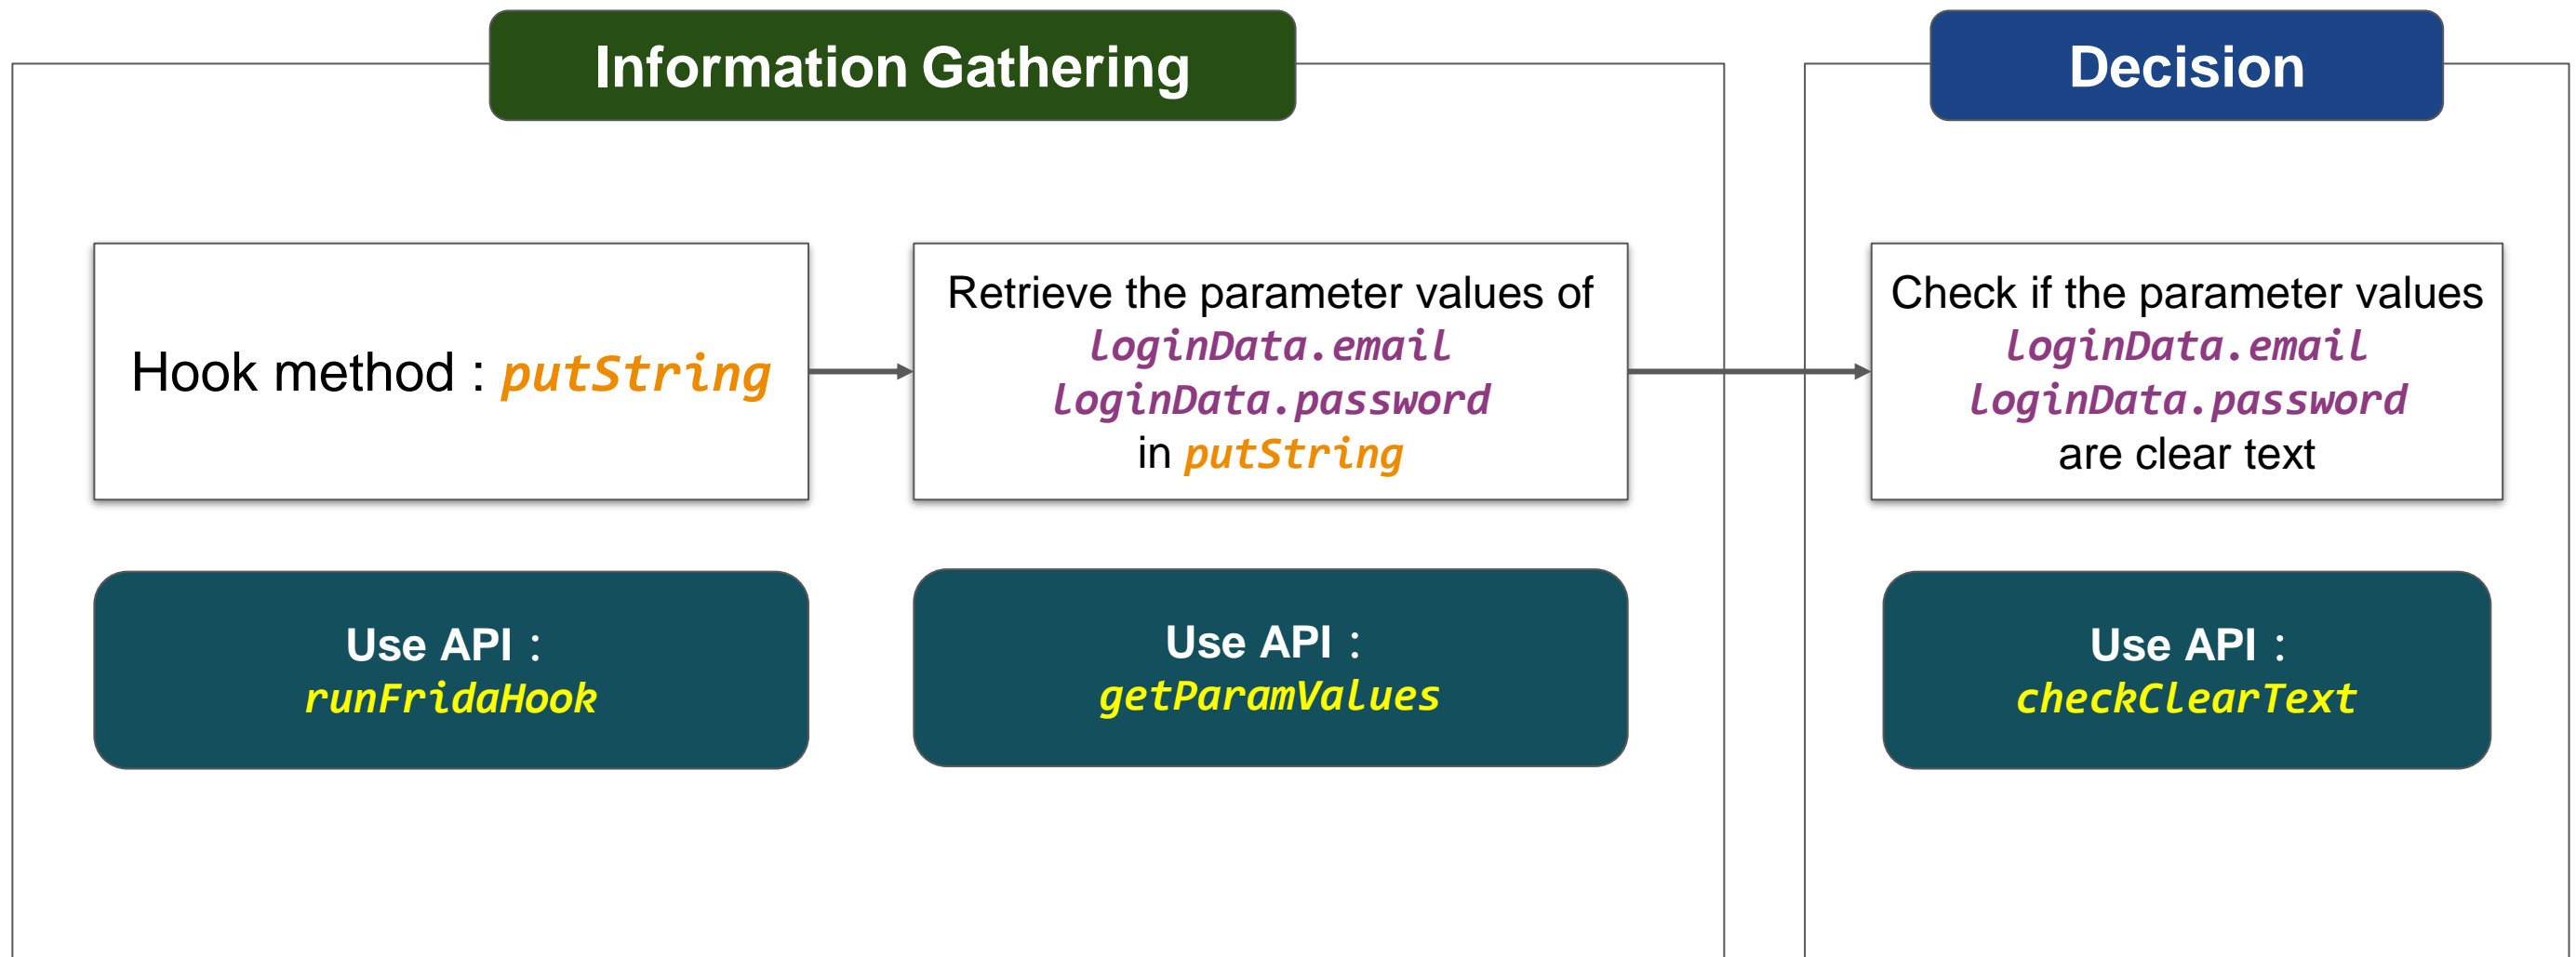 Information Gathering
Decision
Hook method : putString
Retrieve the parameter values of
loginData.email
loginData.password
in putString
Check if the parameter values
loginData.email
loginData.password
are clear text
Use API :
runFridaHook
Use API :
getParamValues
Use API :
checkClearText